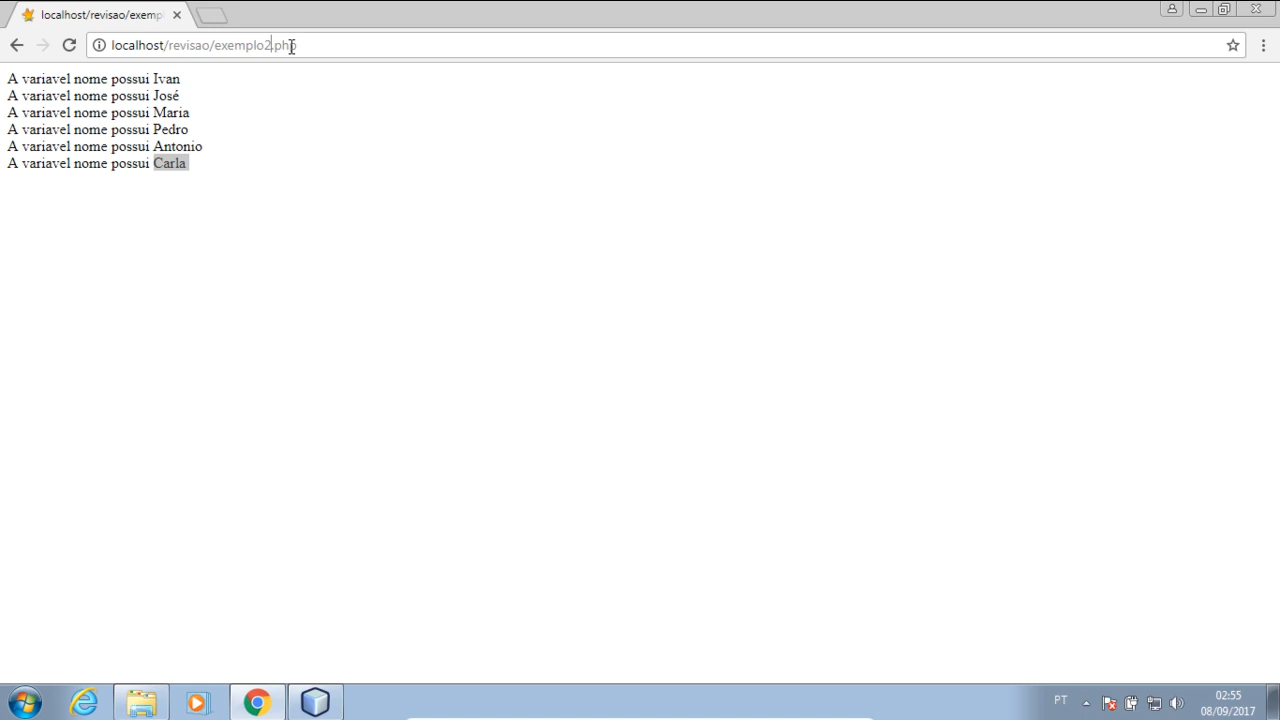 localhost/revisao/exemp
localhost/revisao/exemplo2.php
A variavel nome possui Ivan
A variavel nome possui José
A variavel nome possui Maria
A variavel nome possui Pedro
A variavel nome possui Antonio
A variavel nome possui Carla
PT
02:55
08/09/2017